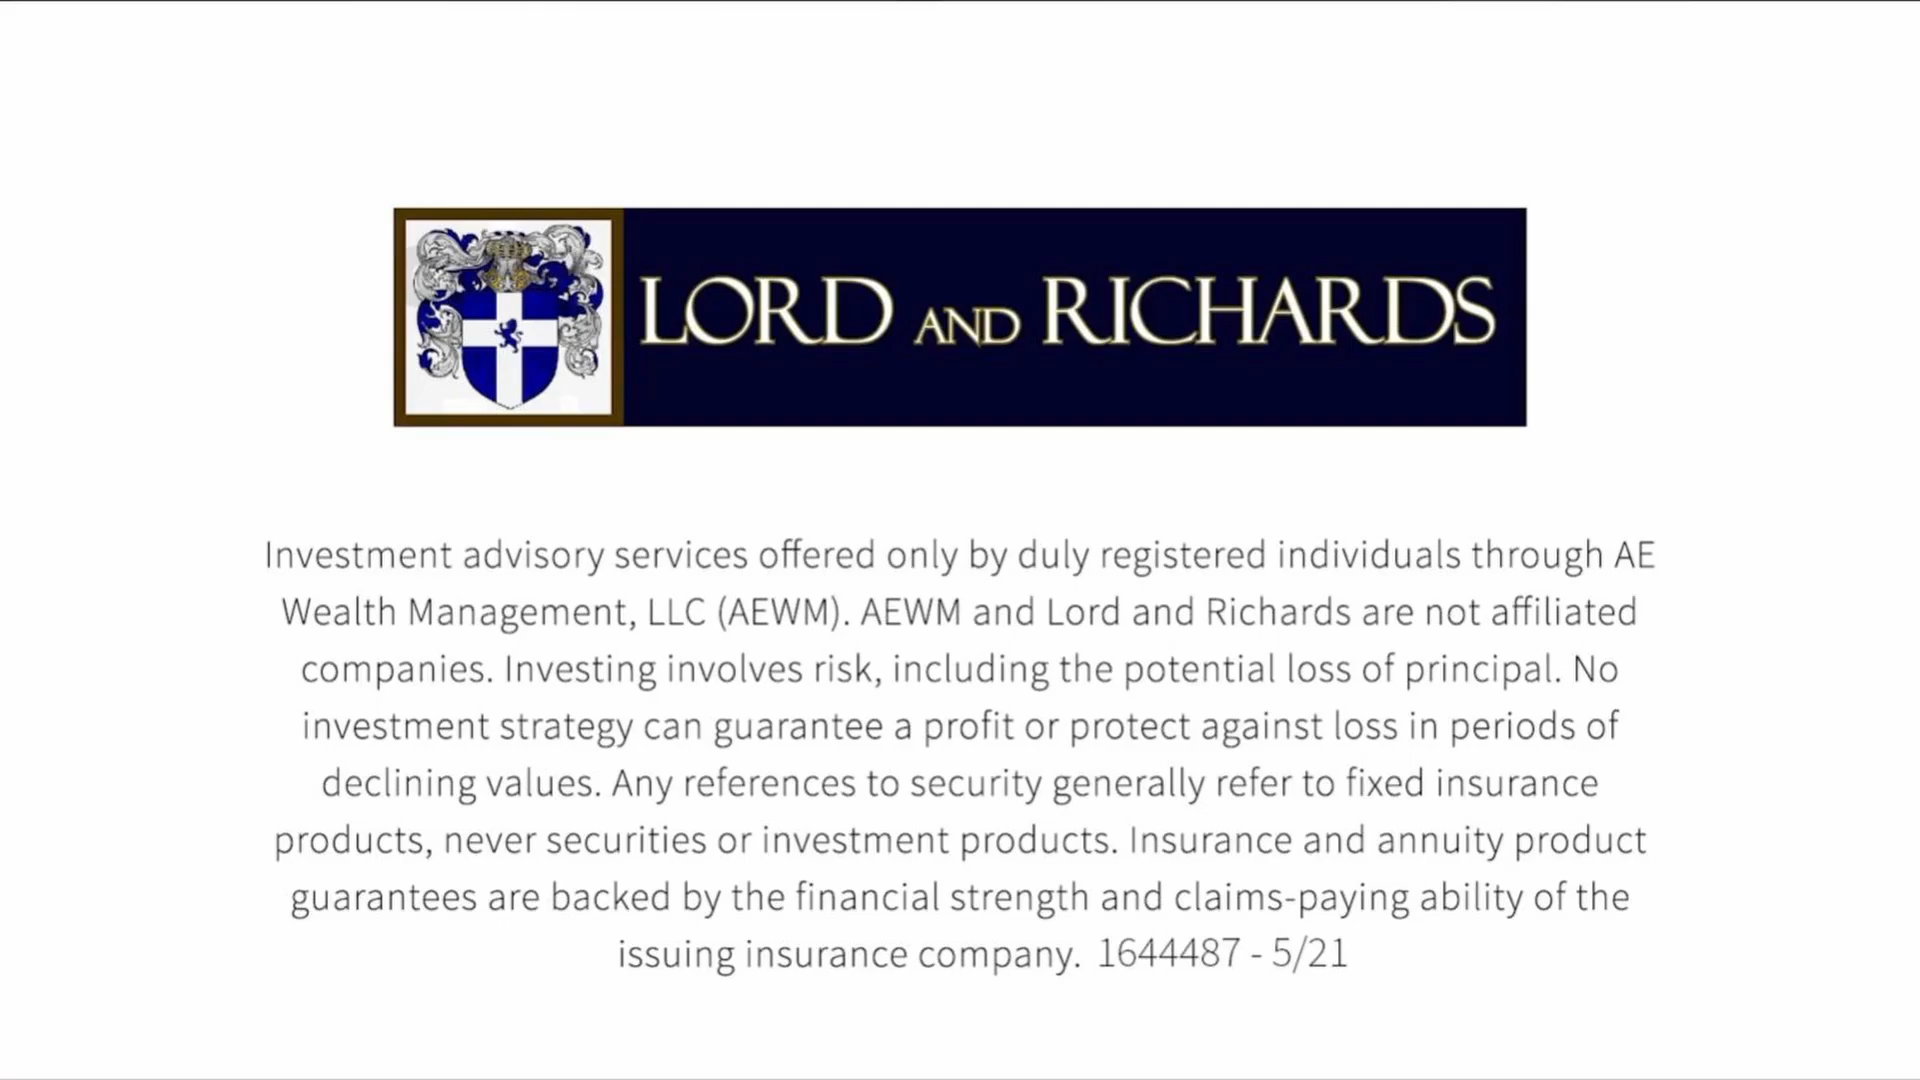 LORD AND RICHARDS
Investment advisory services offered only by duly registered individuals through AE
Wealth Management, LLC (AEWM). AEWM and Lord and Richards are not affiliated
companies. Investing involves risk, including the potential loss of principal. No
investment strategy can guarantee a profit or protect against loss in periods of
declining values. Any references to security generally refer to fixed insurance
products, never securities or investment products. Insurance and annuity product
guarantees are backed by the financial strength and claims-paying ability of the
issuing insurance company. 1644487 - 5/21